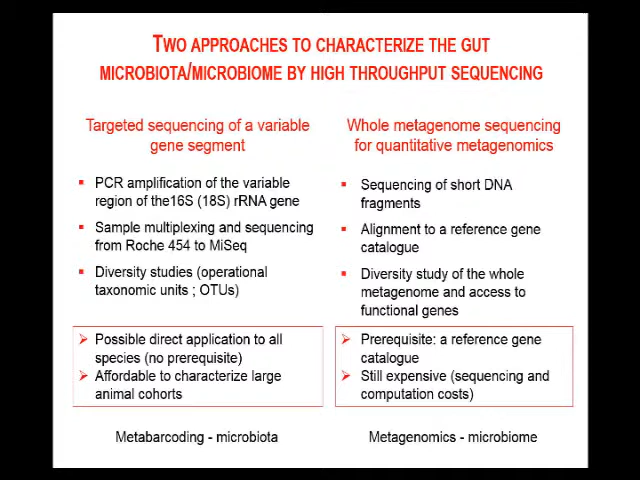 TWO APPROACHES TO CHARACTERIZE THE GUT
MICROBIOTA/MICROBIOME BY HIGH THROUGHPUT SEQUENCING
Targeted sequencing of a variable
gene segment
▪ PCR amplification of the variable
region of the16S (18S) rRNA gene
▪ Sample multiplexing and sequencing
from Roche 454 to MiSeq
▪ Diversity studies (operational
taxonomic units ; OTUs)
➢ Possible direct application to all
species (no prerequisite)
➢ Affordable to characterize large
animal cohorts
Metabarcoding - microbiota
Whole metagenome sequencing
for quantitative metagenomics
▪ Sequencing of short DNA
fragments
▪ Alignment to a reference gene
catalogue
▪ Diversity study of the whole
metagenome and access to
functional genes
➢ Prerequisite: a reference gene
catalogue
➢ Still expensive (sequencing and
computation costs)
Metagenomics - microbiome